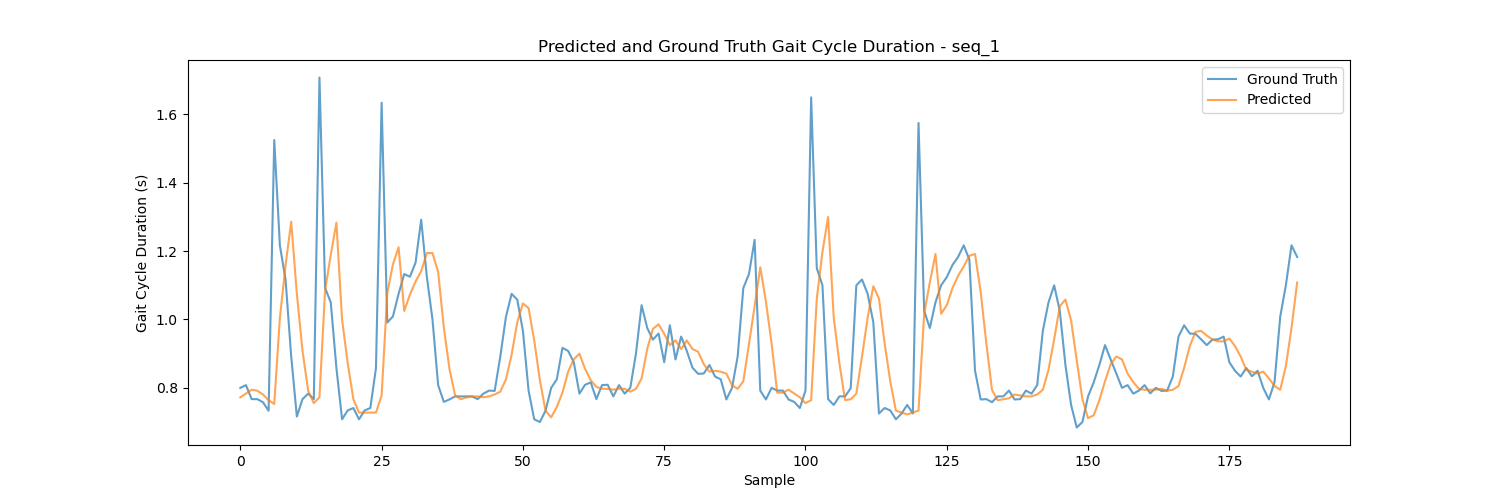 Predicted and Ground Truth Gait Cycle Duration - seq_1
Ground Truth
Predicted
Gait Cycle Duration (s)
1.6
1.4
1.2
1.0
0.8
0 25 50 75 100 125 150 175
Sample